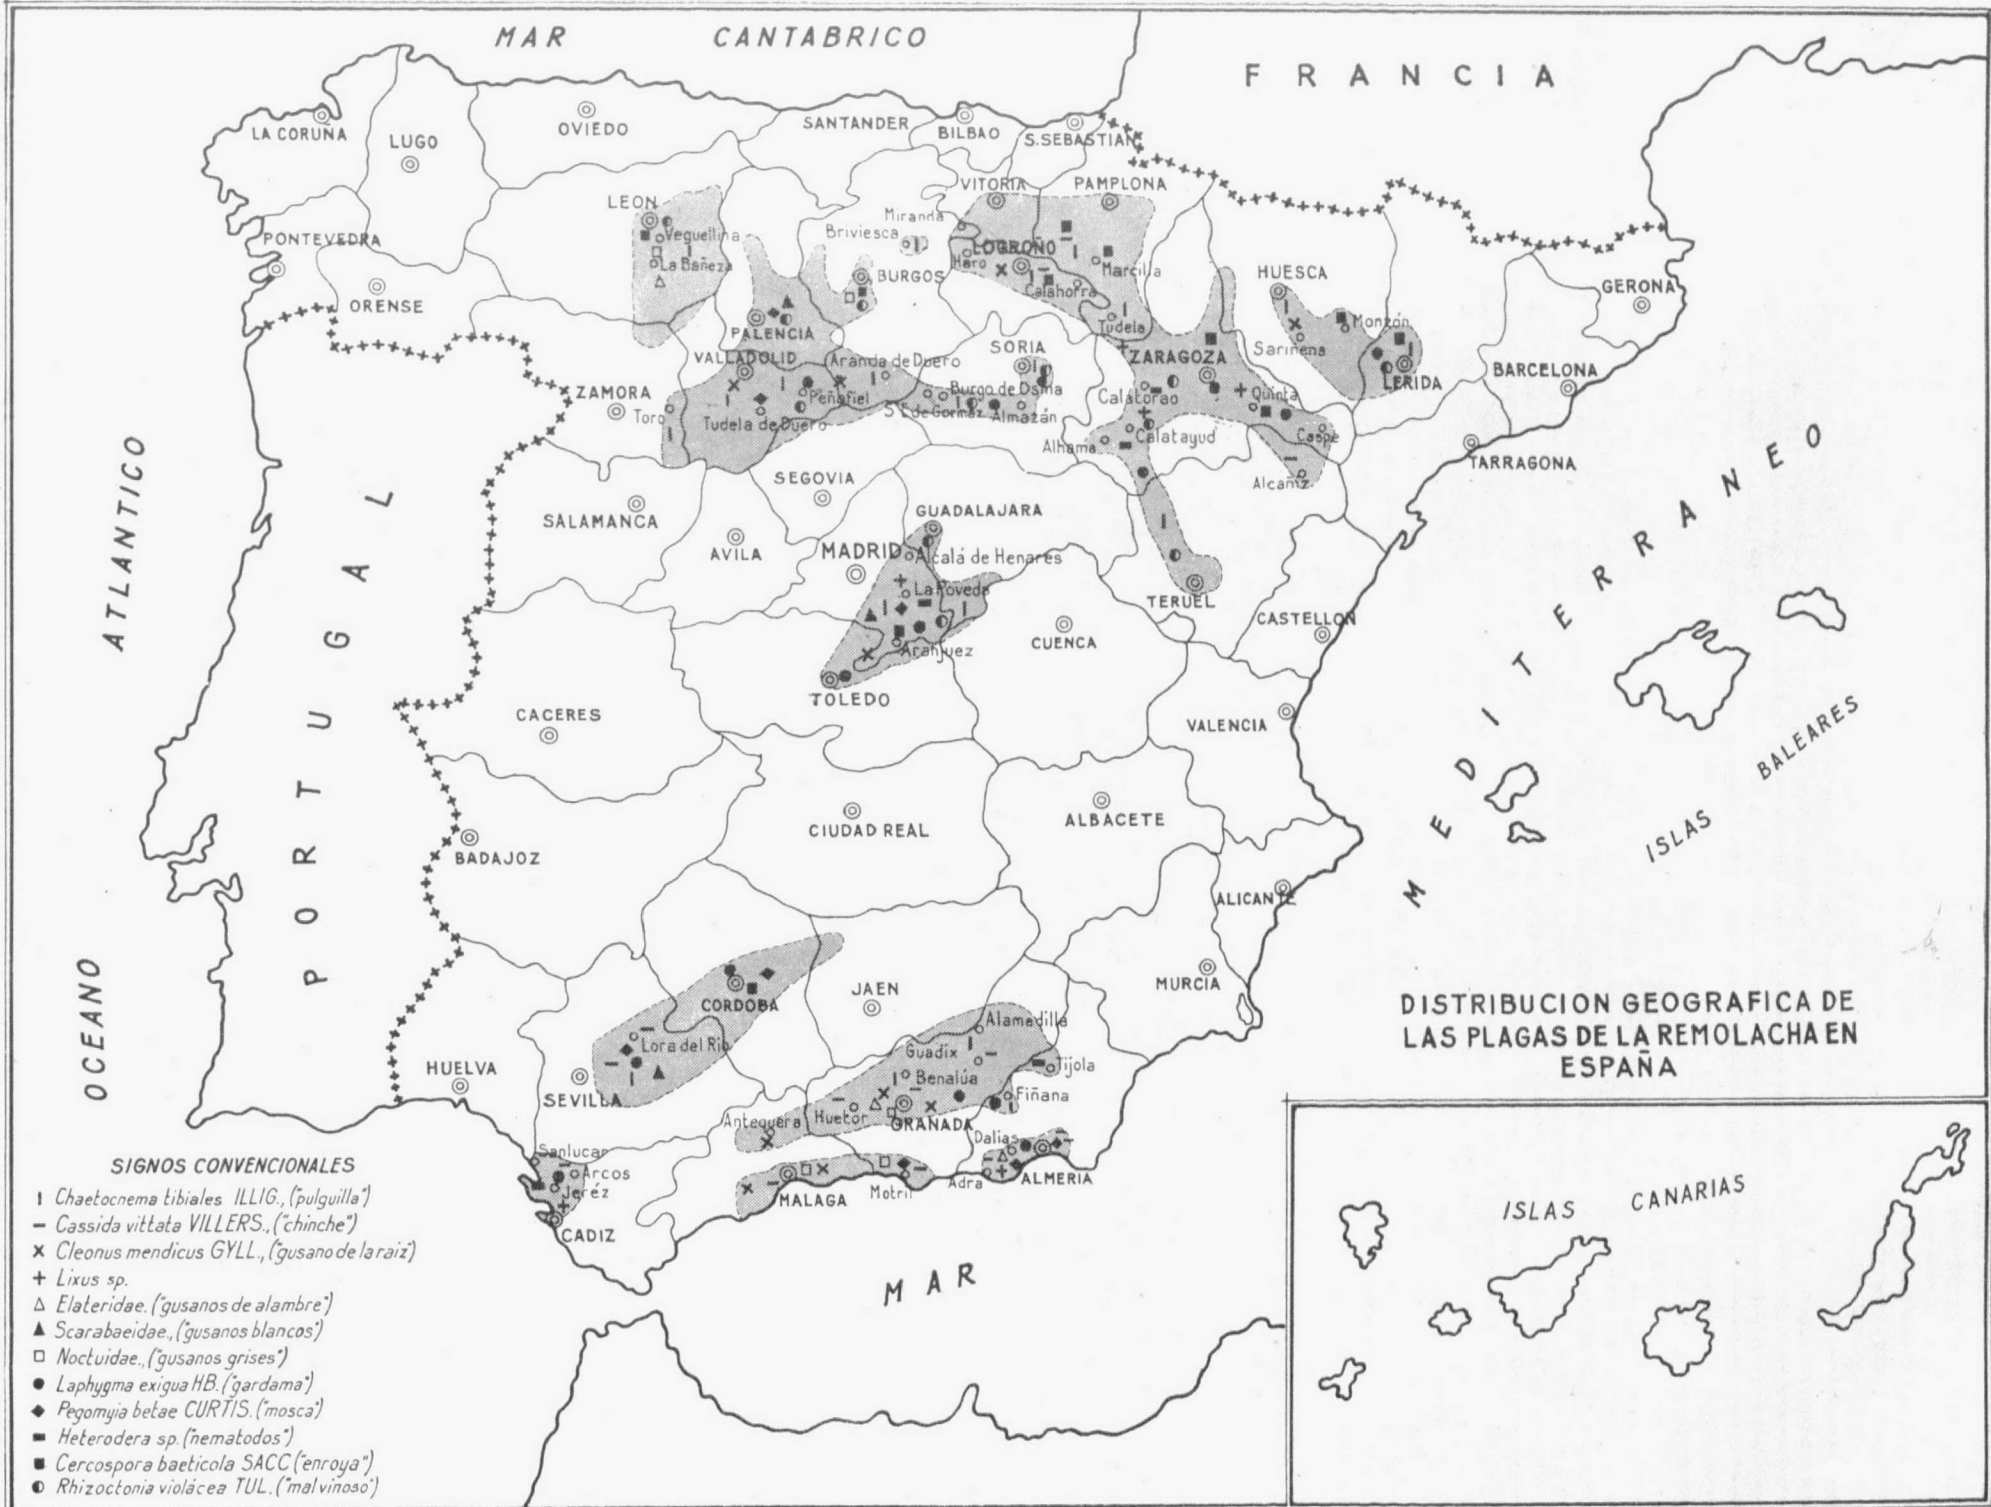 MAR CANTABRICO
FRANCIA
LA CORUÑA
LUGO
OVIEDO
SANTANDER
BILBAO
S.SEBASTIAN
VITORIA
PAMPLONA
LEON
Veguellina
La Bañeza
PONTEVEDRA
ORENSE
Miranda
Briviesca
BURGOS
LOGROÑO
Haro
Marcilla
Calahorra
Tudela
HUESCA
Monzón
Sariñena
LERIDA
GERONA
BARCELONA
TARRAGONA
PALENCIA
VALLADOLID
Aranda de Duero
SORIA
ZARAGOZA
ZAMORA
Toro
Peñafiel
Tudela de Duero
Burgo de Osma
S.E.de Gormaz
Almazán
Calatorao
Quinta
Alhama
Calatayud
Caspe
Alcañiz
SEGOVIA
SALAMANCA
AVILA
GUADALAJARA
MADRID
Alcalá de Henares
La Poveda
Aranjuez
TOLEDO
TERUEL
CUENCA
CASTELLON
CACERES
VALENCIA
CIUDAD REAL
ALBACETE
BADAJOZ
ALICANTE
MURCIA
CORDOBA
JAEN
Lora del Rio
HUELVA
SEVILLA
Alamedilla
Guadix
Benalúa
Tijola
Fiñana
Antequera
Huetor
GRANADA
Dalias
Sanlucar
Arcos
Jeréz
CADIZ
MALAGA
Motril
Adra
ALMERIA
PORTUGAL
OCEANO ATLANTICO
MAR MEDITERRANEO
ISLAS BALEARES
DISTRIBUCION GEOGRAFICA DE
LAS PLAGAS DE LA REMOLACHA EN
ESPAÑA
ISLAS CANARIAS
SIGNOS CONVENCIONALES
Chaetocnema tibiales ILLIG., ("pulguilla")
Cassida vittata VILLERS., ("chinche")
Cleonus mendicus GYLL., ("gusano de la raiz")
Lixus sp.
Elateridae. ("gusanos de alambre")
Scarabaeidae., ("gusanos blancos")
Noctuidae., ("gusanos grises")
Laphygma exigua HB. ("gardama")
Pegomyia betae CURTIS. ("mosca")
Heterodera sp. ("nematodos")
Cercospora baeticola SACC ("enroya")
Rhizoctonia violácea TUL. ("mal vinoso")